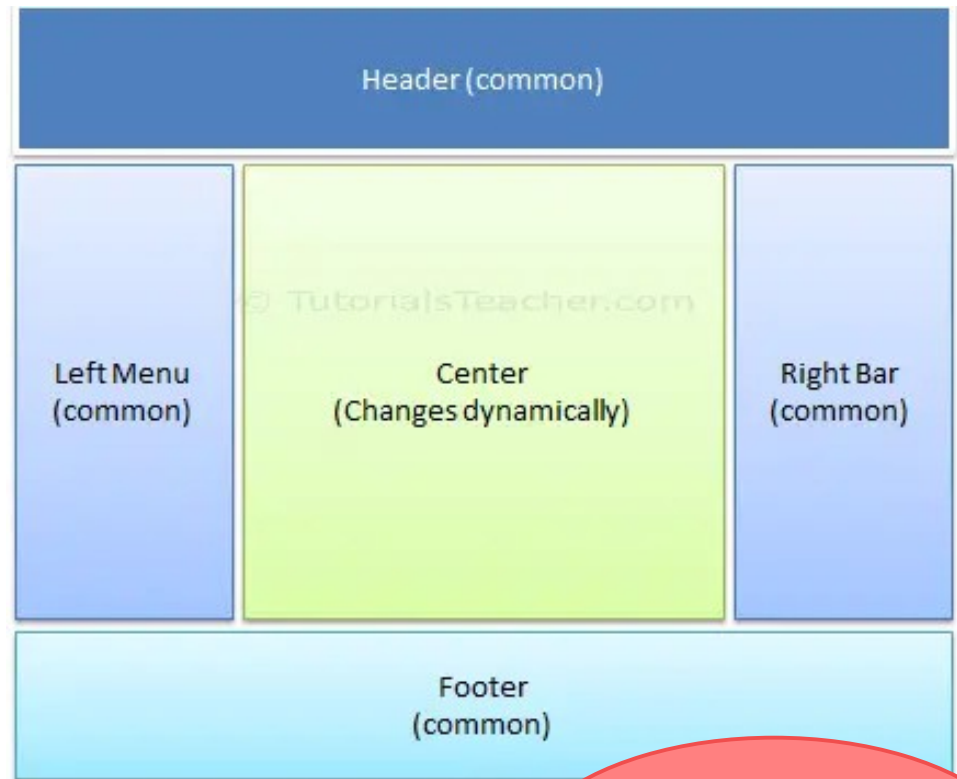 Header (common)
© TutorialsTeacher.com
Left Menu
(common)
Center
(Changes dynamically)
Right Bar
(common)
Footer
(common)